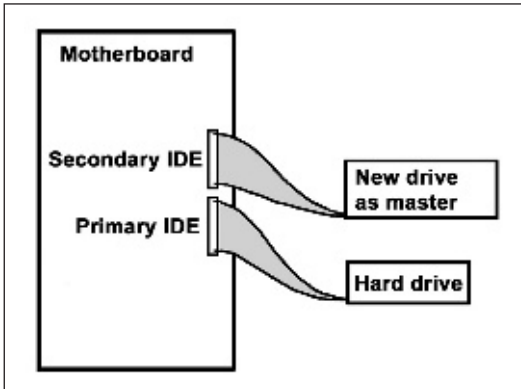 Motherboard
Secondary IDE
New drive
as master
Primary IDE
Hard drive